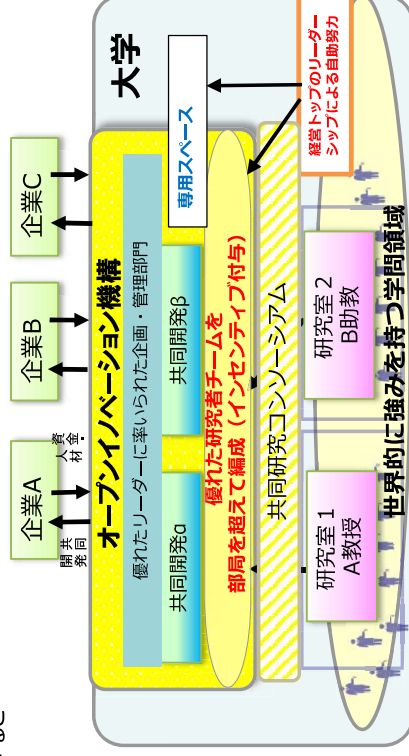 など
企業A
企業B
企業C
共同
開発
資金・
人材
大学
オープンイノベーション機構
優れたリーダーに率いられた企画・管理部門
専用スペース
共同開発α
共同開発β
優れた研究者チームを
部局を超えて編成（インセンティブ付与）
共同研究コンソーシアム
経営トップのリーダー
シップによる自助努力
研究室１
A教授
研究室２
B助教
世界的に強みを持つ学問領域